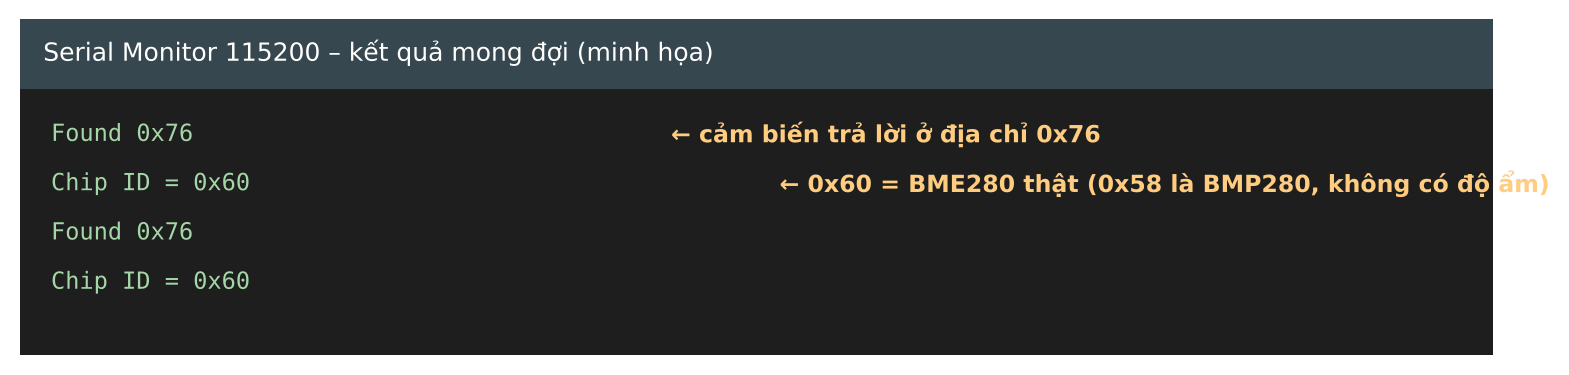 Serial Monitor 115200 – kết quả mong đợi (minh họa)
Found 0x76 ← cảm biến trả lời ở địa chỉ 0x76
Chip ID = 0x60 ← 0x60 = BME280 thật (0x58 là BMP280, không có độ ẩm)
Found 0x76
Chip ID = 0x60